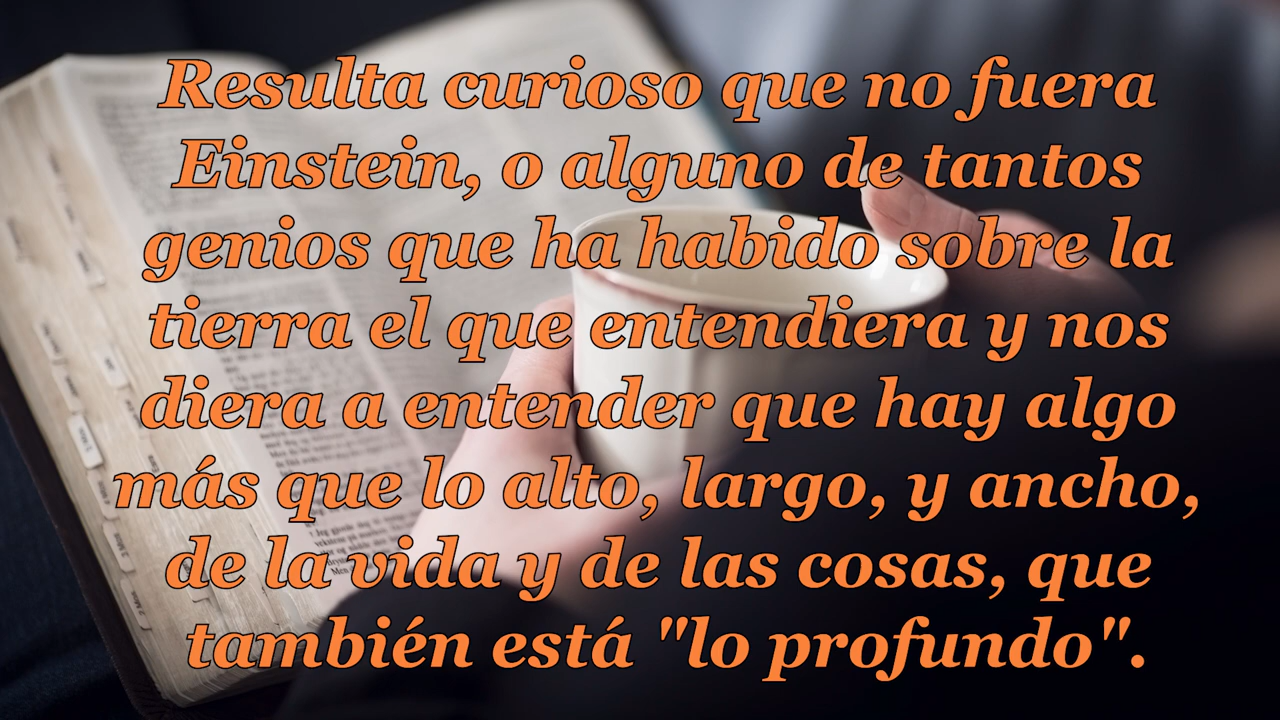 Resulta curioso que no fuera
Einstein, o alguno de tantos
genios que ha habido sobre la
tierra el que entendiera y nos
diera a entender que hay algo
más que lo alto, largo, y ancho,
de la vida y de las cosas, que
también está "lo profundo".